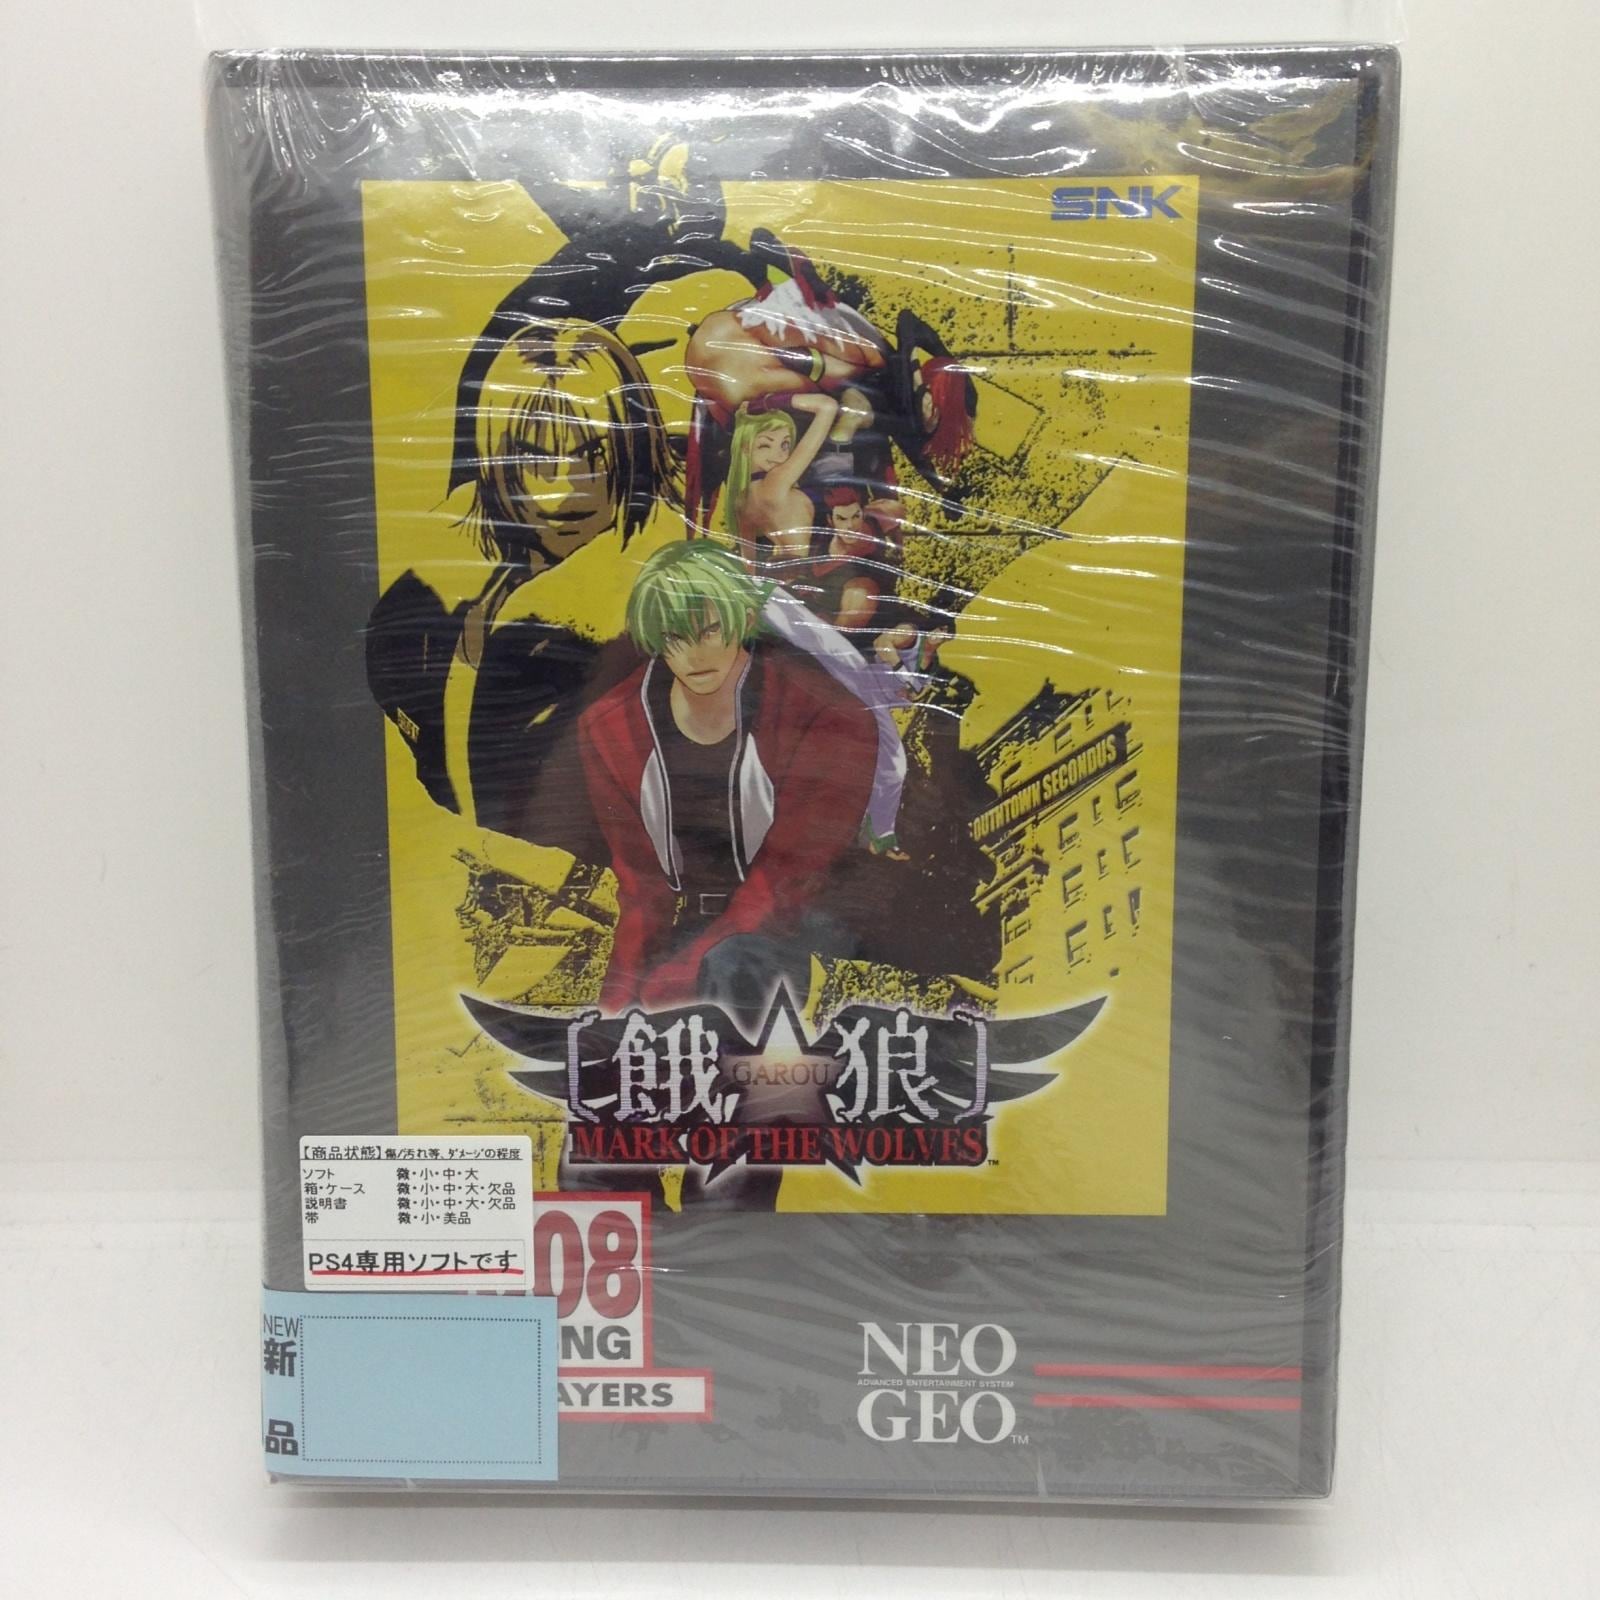 SNK
OUTHTOWN SECONDUS
[餓 GAROU 狼]
MARK OF THE WOLVES™
【商品状態】傷/汚れ等、ダメージの程度
ソフト 微・小・中・大
箱・ケース 微・小・中・大・欠品
説明書 微・小・中・大・欠品
帯 微・小・美品
PS4専用ソフトです
08
NG
AYERS
NEW
新
品
NEO
ADVANCED ENTERTAINMENT SYSTEM
GEO™